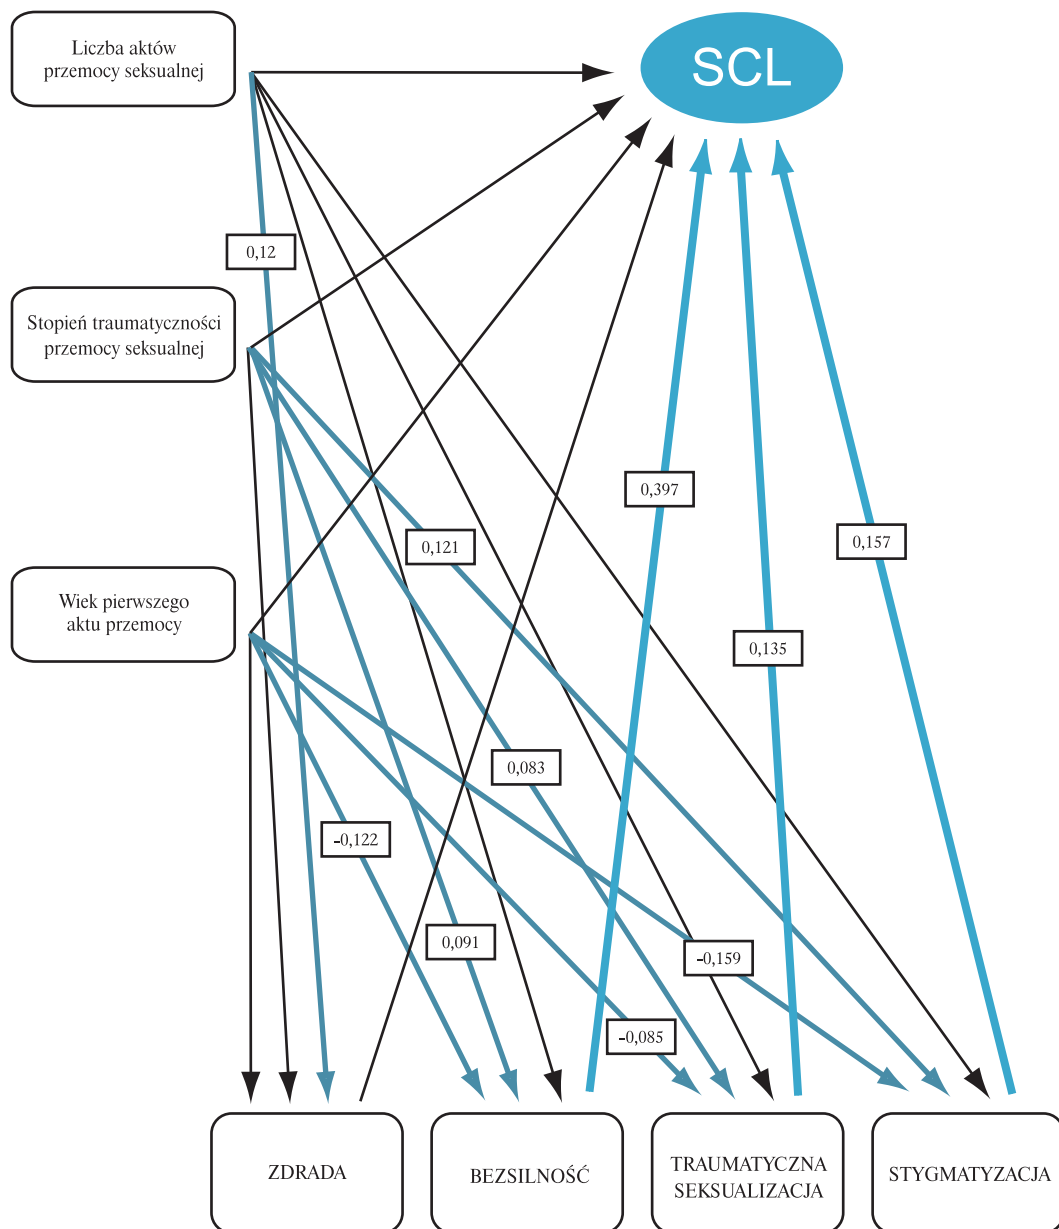 Liczba aktów
przemocy seksualnej
SCL
0,12
Stopień traumatyczności
przemocy seksualnej
0,397
0,121
0,157
Wiek pierwszego
aktu przemocy
0,135
0,083
-0,122
0,091
-0,159
-0,085
ZDRADA
BEZSILNOŚĆ
TRAUMATYCZNA
SEKSUALIZACJA
STYGMATYZACJA